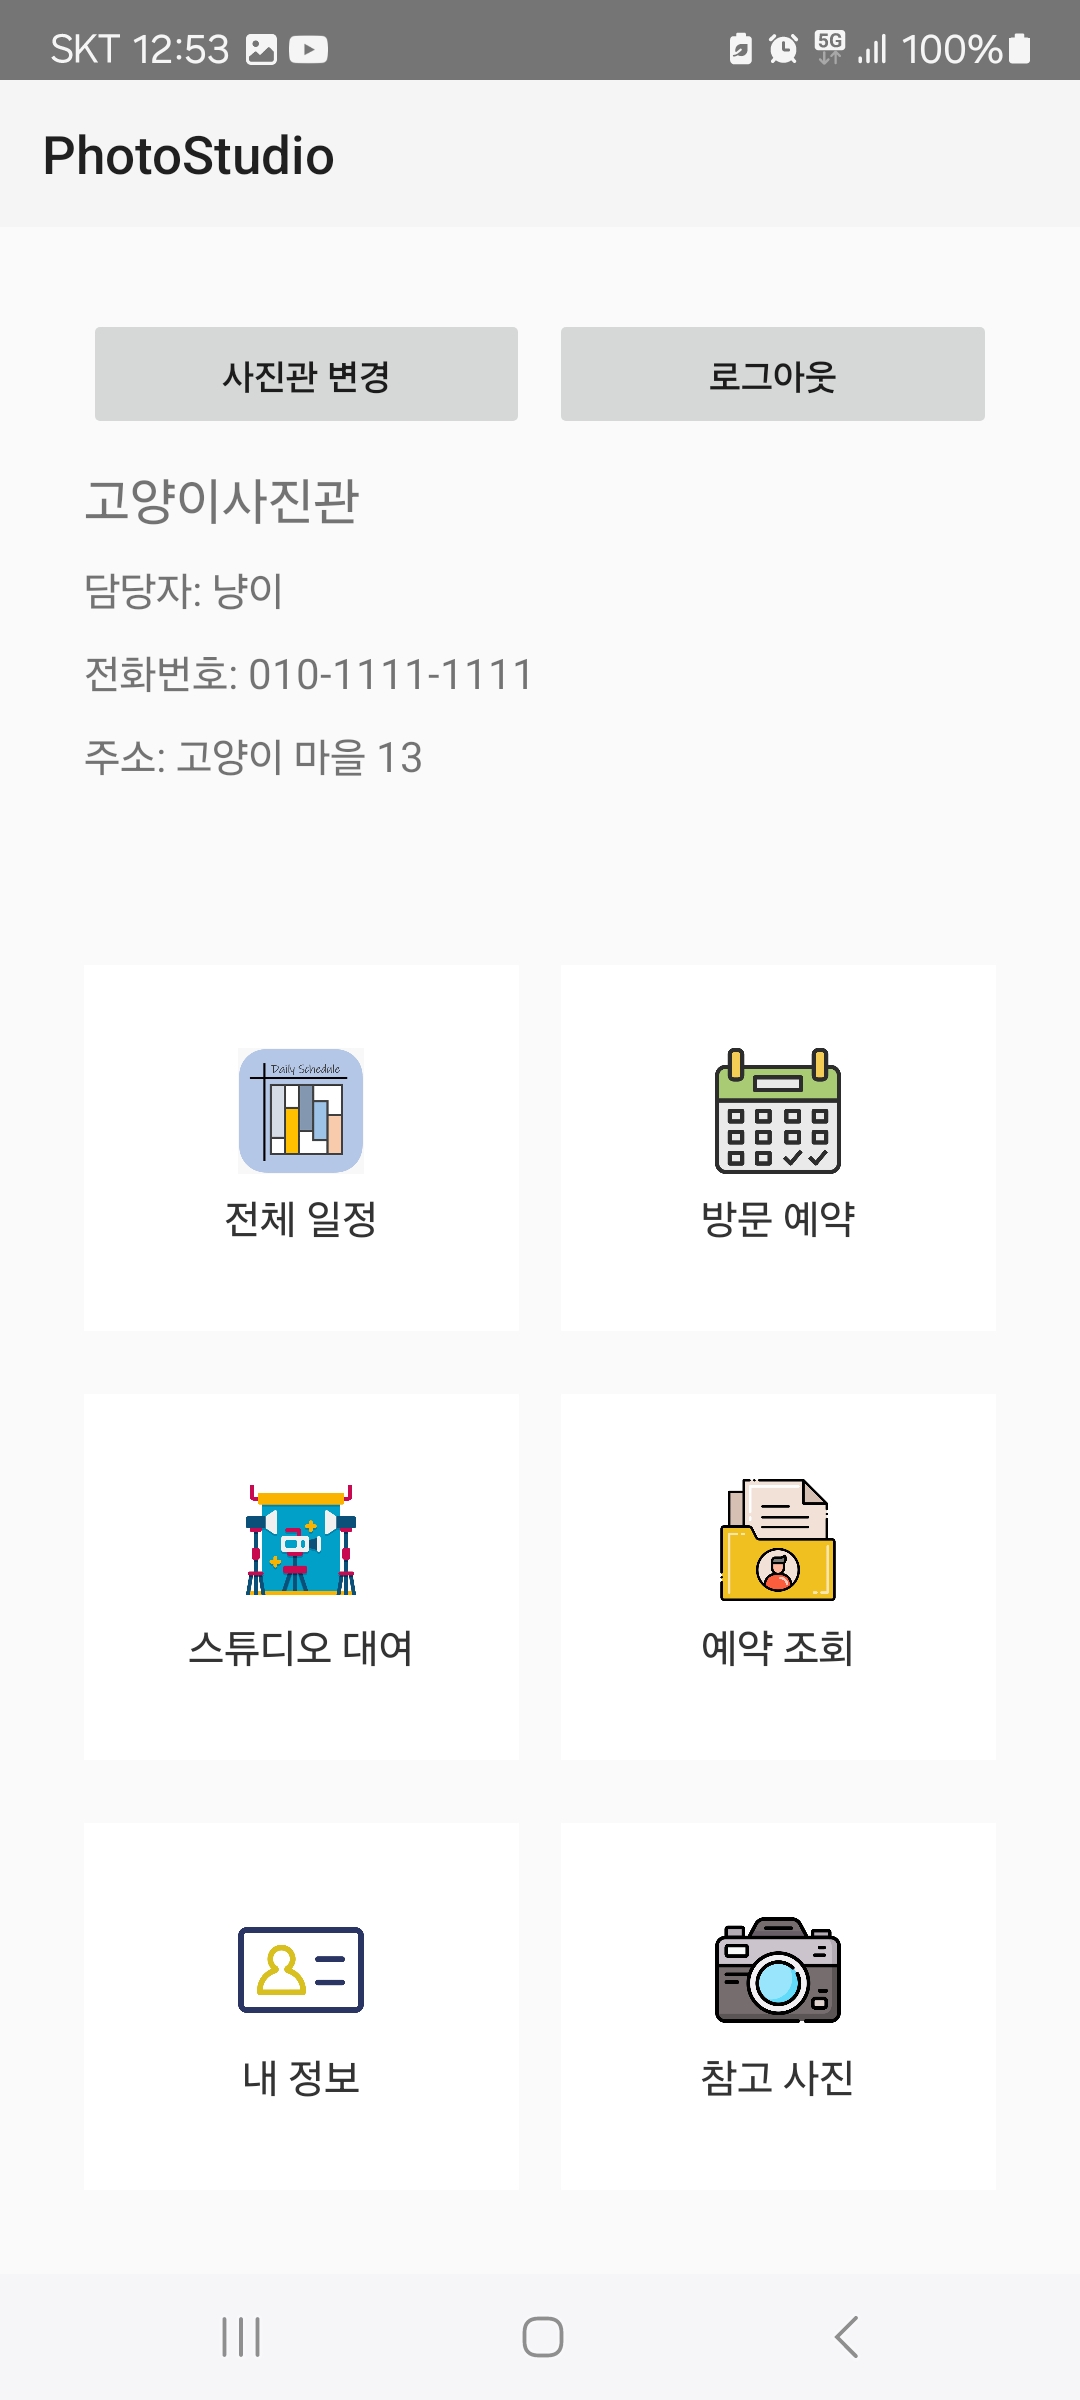 SKT 12:53 5G 100%
PhotoStudio
사진관 변경 로그아웃
고양이사진관
담당자: 냥이
전화번호: 010-1111-1111
주소: 고양이 마을 13
Daily Schedule
전체 일정 방문 예약
스튜디오 대여 예약 조회
내 정보 참고 사진